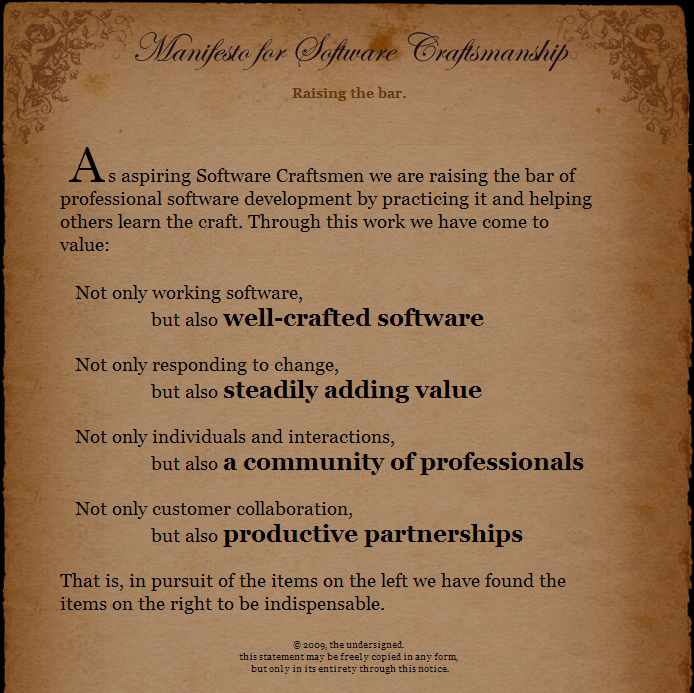 Manifesto for Software Craftsmanship
Raising the bar.
As aspiring Software Craftsmen we are raising the bar of
professional software development by practicing it and helping
others learn the craft. Through this work we have come to
value:
Not only working software,
but also well-crafted software
Not only responding to change,
but also steadily adding value
Not only individuals and interactions,
but also a community of professionals
Not only customer collaboration,
but also productive partnerships
That is, in pursuit of the items on the left we have found the
items on the right to be indispensable.
© 2009, the undersigned.
this statement may be freely copied in any form,
but only in its entirety through this notice.